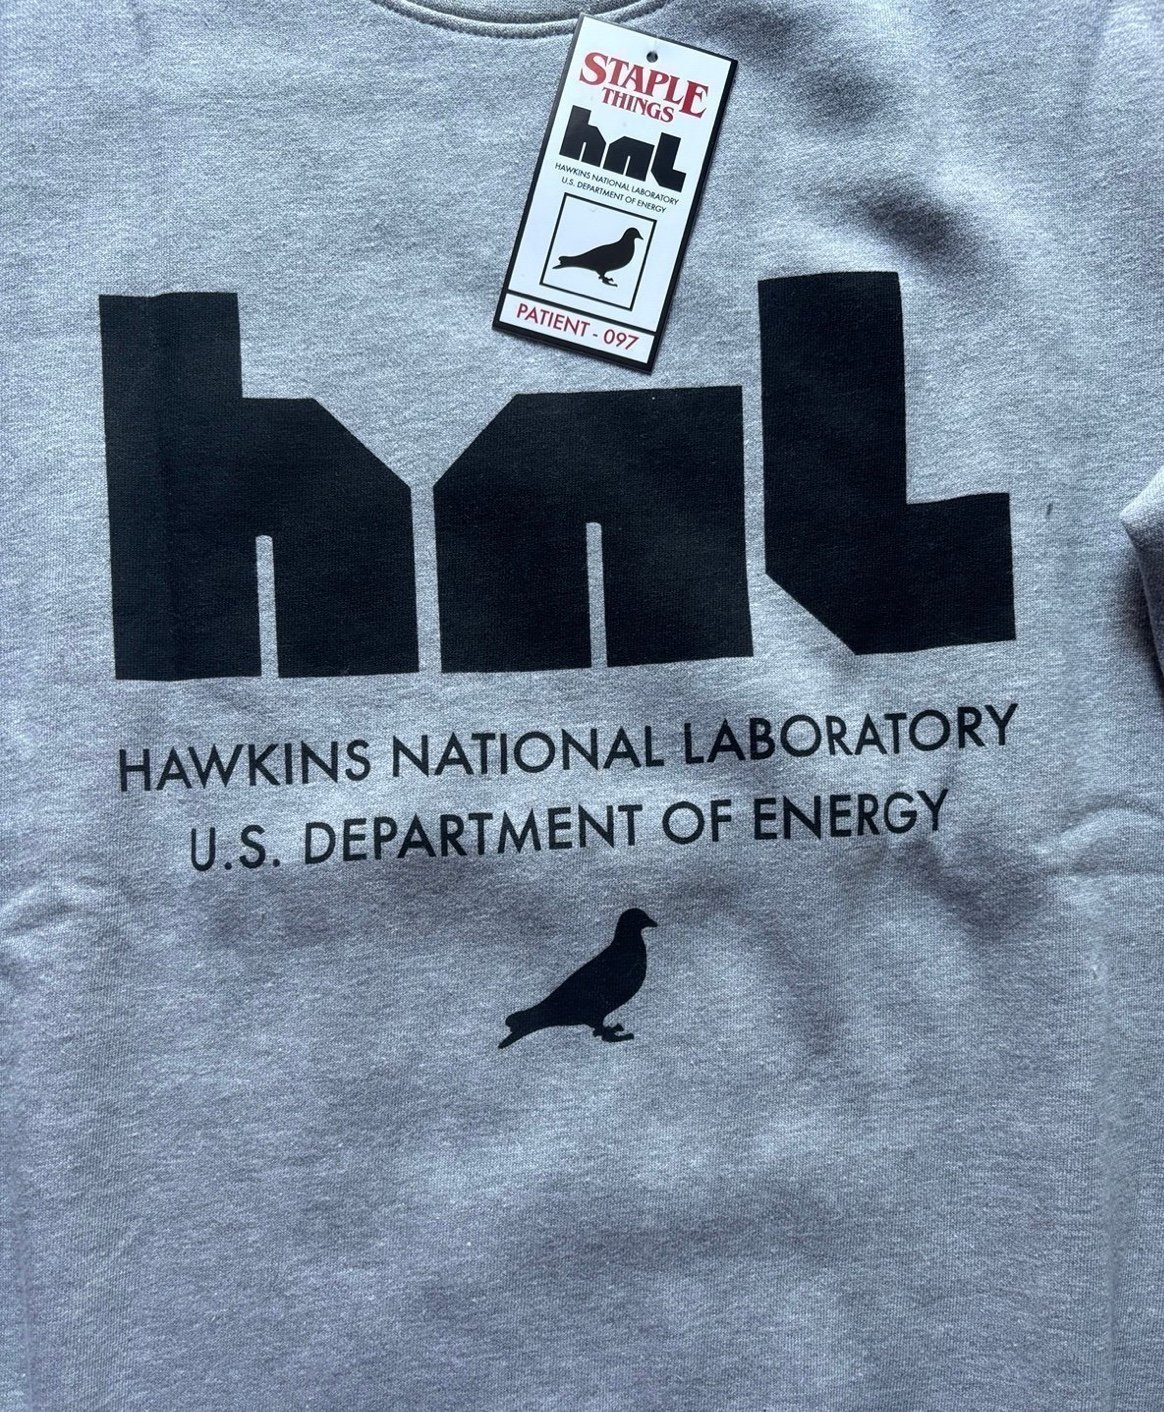 STAPLE
THINGS
hnl
HAWKINS NATIONAL LABORATORY
U.S. DEPARTMENT OF ENERGY
PATIENT - 097
hnl
HAWKINS NATIONAL LABORATORY
U.S. DEPARTMENT OF ENERGY